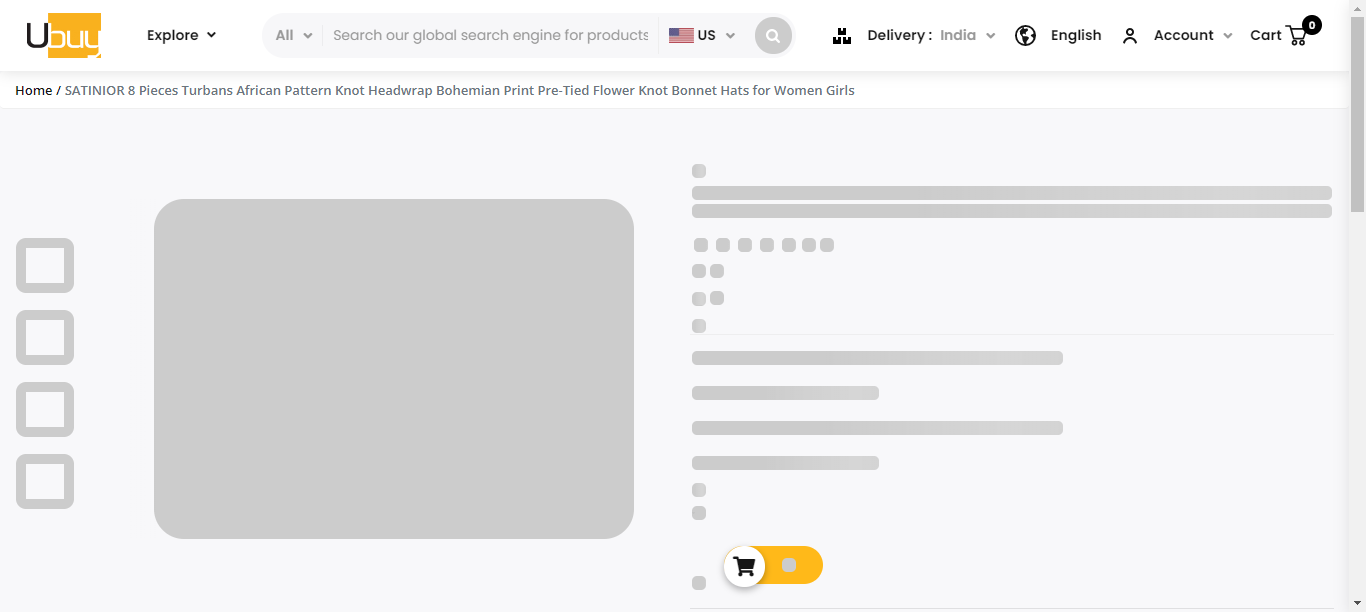 Ubuy
Explore
All
Search our global search engine for products
US
Delivery : India
English
Account
Cart
0
Home / SATINIOR 8 Pieces Turbans African Pattern Knot Headwrap Bohemian Print Pre-Tied Flower Knot Bonnet Hats for Women Girls